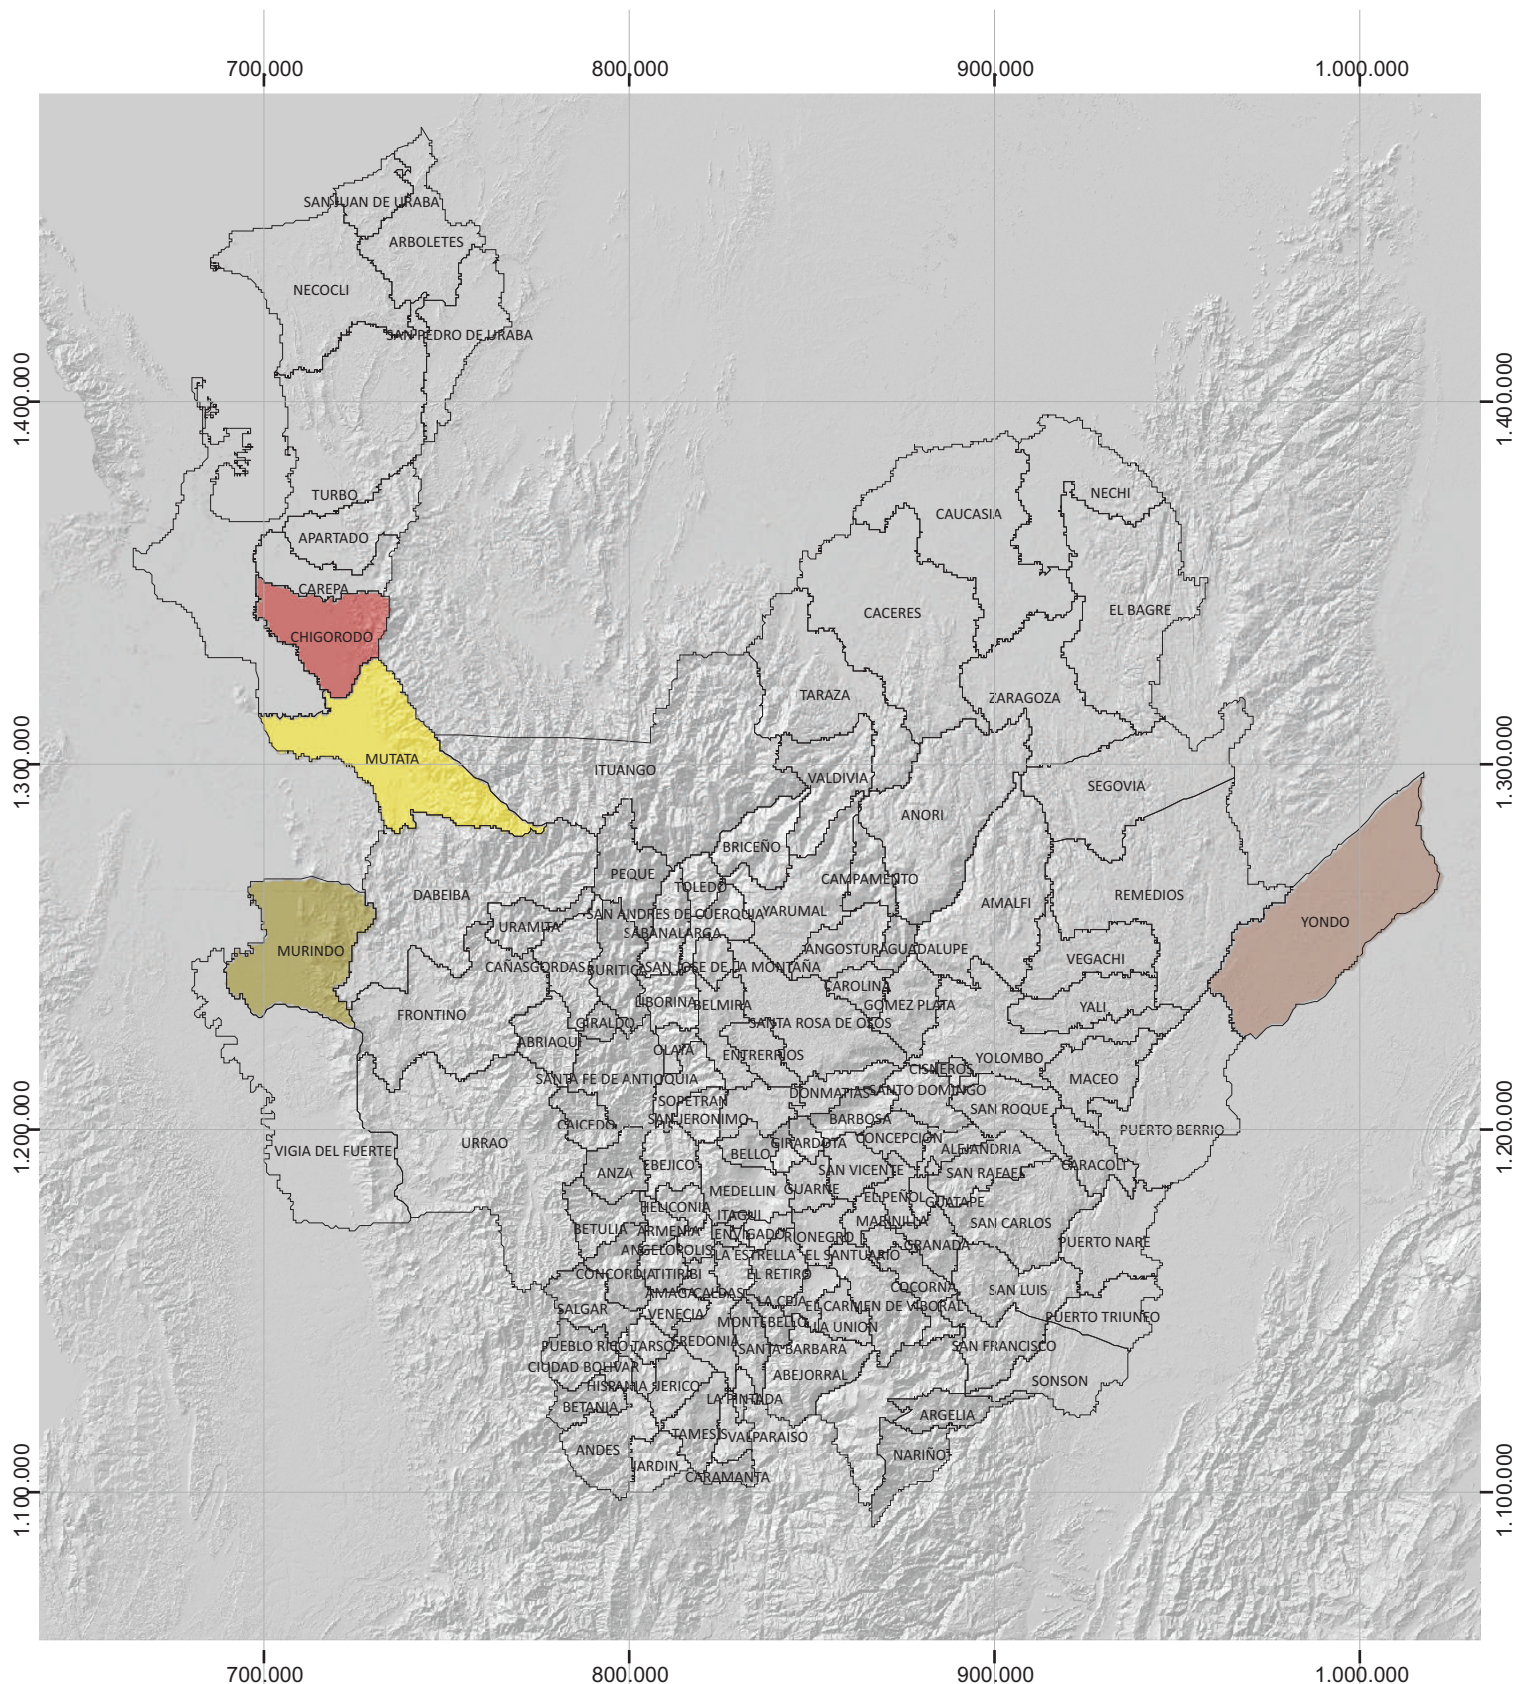 700.000 800.000 900.000 1.000.000
SAN JUAN DE URABA
ARBOLETES
NECOCLI
SAN PEDRO DE URABA
1.400.000 1.400.000
TURBO
NECHI
CAUCASIA
APARTADO
CAREPA
CACERES
EL BAGRE
CHIGORODO
TARAZA
ZARAGOZA
MUTATA
ITUANGO
1.300.000 1.300.000
VALDIVIA
SEGOVIA
ANORI
BRICEÑO
PEQUE
CAMPAMENTO
TOLEDO
DABEIBA
REMEDIOS
AMALFI
YARUMAL
SAN ANDRES DE CUERQUIA
YONDO
URAMITA
SABANALARGA
MURINDO
ANGOSTURA
GUADALUPE
VEGACHI
CAÑASGORDAS
BURITICA
SAN JOSE DE LA MONTAÑA
CAROLINA
LIBORINA
BELMIRA
GOMEZ PLATA
YALI
FRONTINO
GIRALDO
SANTA ROSA DE OSOS
ABRIAQUI
OLAYA
ENTRERRIOS
YOLOMBO
CISNEROS
SANTA FE DE ANTIOQUIA
MACEO
DONMATIAS
SANTO DOMINGO
SOPETRAN
SAN ROQUE
SAN JERONIMO
BARBOSA
CAICEDO
PUERTO BERRIO
1.200.000 1.200.000
URRAO
GIRARDOTA
CONCEPCION
VIGIA DEL FUERTE
ALEJANDRIA
BELLO
EBEJICO
CARACOLI
ANZA
SAN VICENTE
SAN RAFAEL
MEDELLIN
GUARNE
EL PEÑOL
GUATAPE
HELICONIA
ITAGUI
MARINILLA
SAN CARLOS
BETULIA
ARMENIA
ENVIGADO
RIONEGRO
PUERTO NARE
ANGELOPOLIS
LA ESTRELLA
EL SANTUARIO
GRANADA
CONCORDIA
TITIRIBI
EL RETIRO
COCORNA
SAN LUIS
AMAGA
CALDAS
LA CEJA
EL CARMEN DE VIBORAL
SALGAR
VENECIA
PUERTO TRIUNFO
MONTEBELLO
LA UNION
FREDONIA
PUEBLO RICO
TARSO
SANTA BARBARA
SAN FRANCISCO
CIUDAD BOLIVAR
ABEJORRAL
SONSON
HISPANIA
JERICO
LA PINTADA
BETANIA
ARGELIA
TAMESIS
VALPARAISO
ANDES
NARIÑO
JARDIN
CARAMANTA
1.100.000 1.100.000
700.000 800.000 900.000 1.000.000